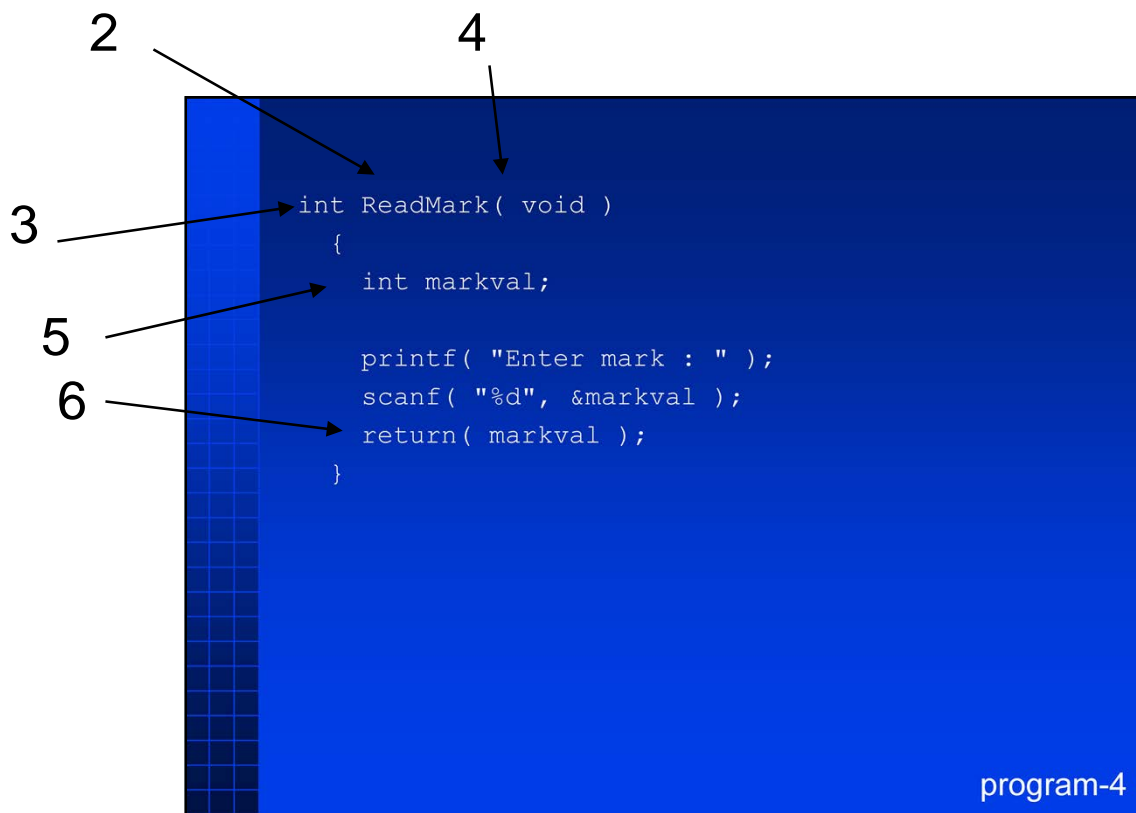 2
4
int ReadMark( void )
3
{
int markval;
5
printf( "Enter mark : " );
scanf( "%d", &markval );
6
return( markval );
}
program-4